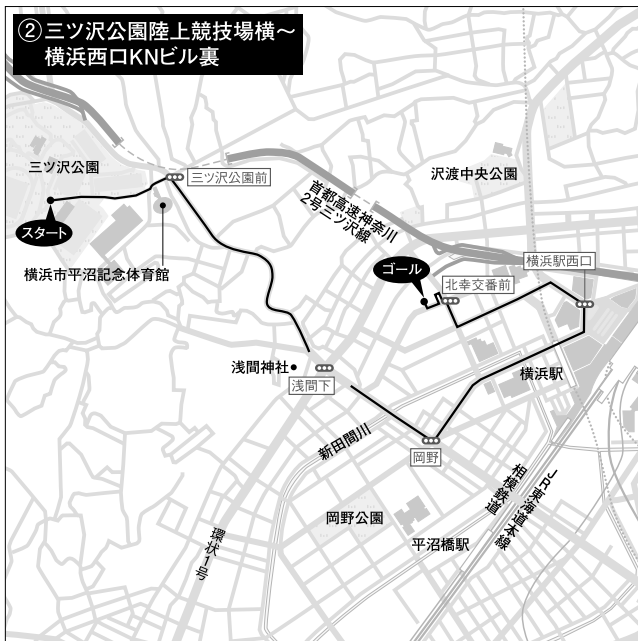 ②三ツ沢公園陸上競技場横〜
横浜西口KNビル裏
三ツ沢公園
三ツ沢公園前
スタート
横浜市平沼記念体育館
首都高速神奈川
2号三ツ沢線
沢渡中央公園
ゴール
北幸交番前
横浜駅西口
浅間神社
浅間下
横浜駅
新田間川
岡野
岡野公園
平沼橋駅
環状1号
JR東海道本線
相模鉄道